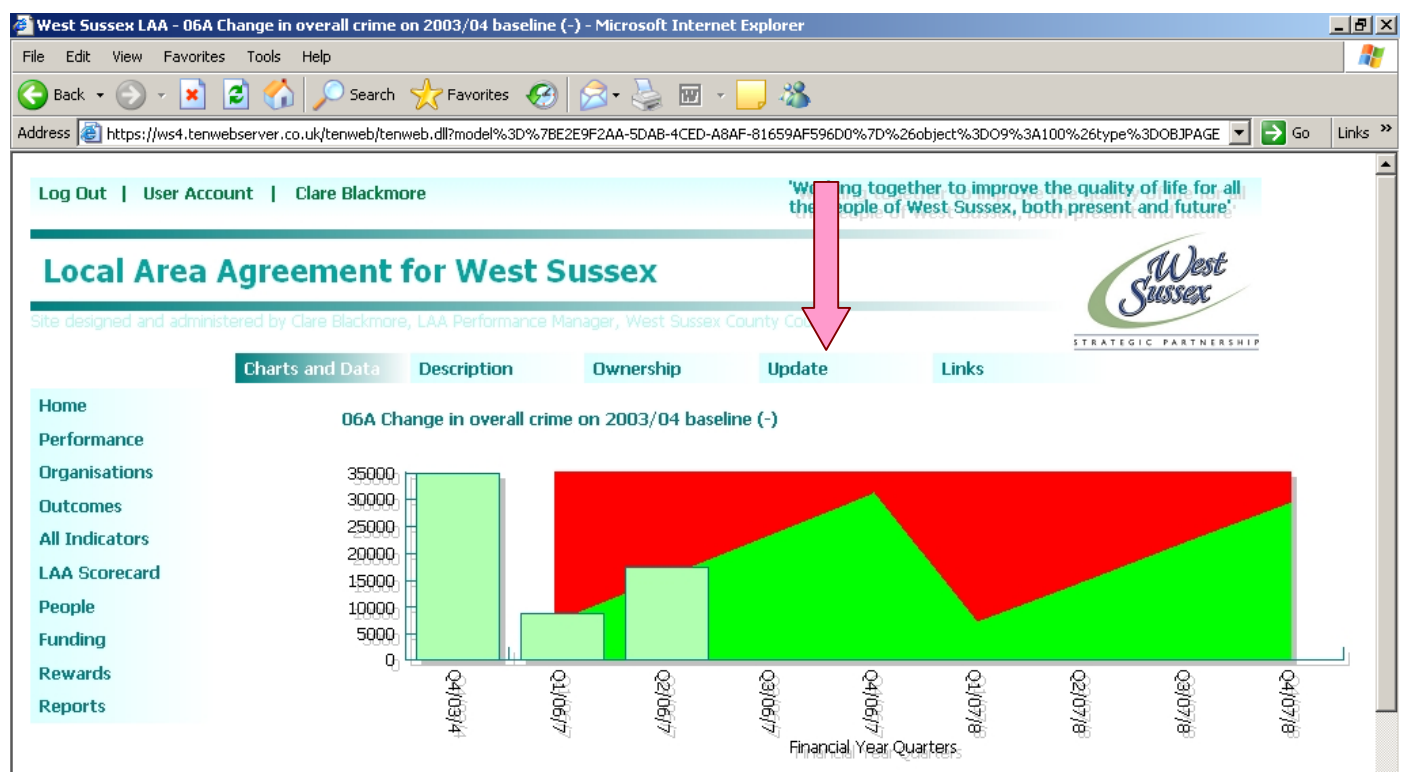 West Sussex LAA - 06A Change in overall crime on 2003/04 baseline (-) - Microsoft Internet Explorer
File Edit View Favorites Tools Help
Back Search Favorites
Address https://ws4.tenwebserver.co.uk/tenweb/tenweb.dll?model%3D%7BE2E9F2AA-5DAB-4CED-A8AF-81659AF596D0%7D%26object%3DO9%3A100%26type%3DOBJPAGE Go Links »
Log Out | User Account | Clare Blackmore
together to improve the quality of life for all
people of West Sussex, both present and future'
Local Area Agreement for West Sussex
West
Sussex
STRATEGIC PARTNERSHIP
Site designed and administered by Clare Blackmore, LAA Performance Manager, West Sussex County
Charts and Data Description Ownership Update Links
Home
Performance
Organisations
Outcomes
All Indicators
LAA Scorecard
People
Funding
Rewards
Reports
06A Change in overall crime on 2003/04 baseline (-)
35000
30000
25000
20000
15000
10000
5000
0
Q4/03/4 Q1/06/7 Q2/06/7 Q3/06/7 Q4/06/7 Q1/07/8 Q2/07/8 Q3/07/8 Q4/07/8
Financial Year Quarters